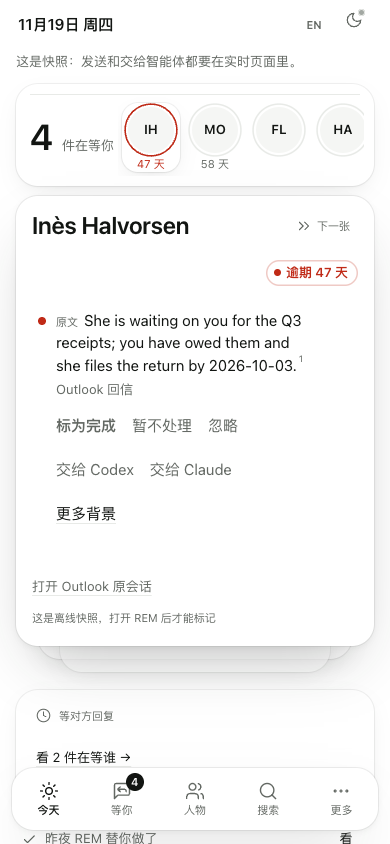 11月19日 周四
EN
这是快照：发送和交给智能体都要在实时页面里。
4 件在等你
IH
MO
FL
HA
47 天
58 天
Inès Halvorsen
下一张
逾期 47 天
原文 She is waiting on you for the Q3
receipts; you have owed them and
she files the return by 2026-10-03. 1
Outlook 回信
标为完成 暂不处理 忽略
交给 Codex 交给 Claude
更多背景
打开 Outlook 原会话
这是离线快照，打开 REM 后才能标记
等对方回复
看 2 件在等谁 →
4
今天
等你
人物
搜索
更多
昨夜 REM 替你做了
看